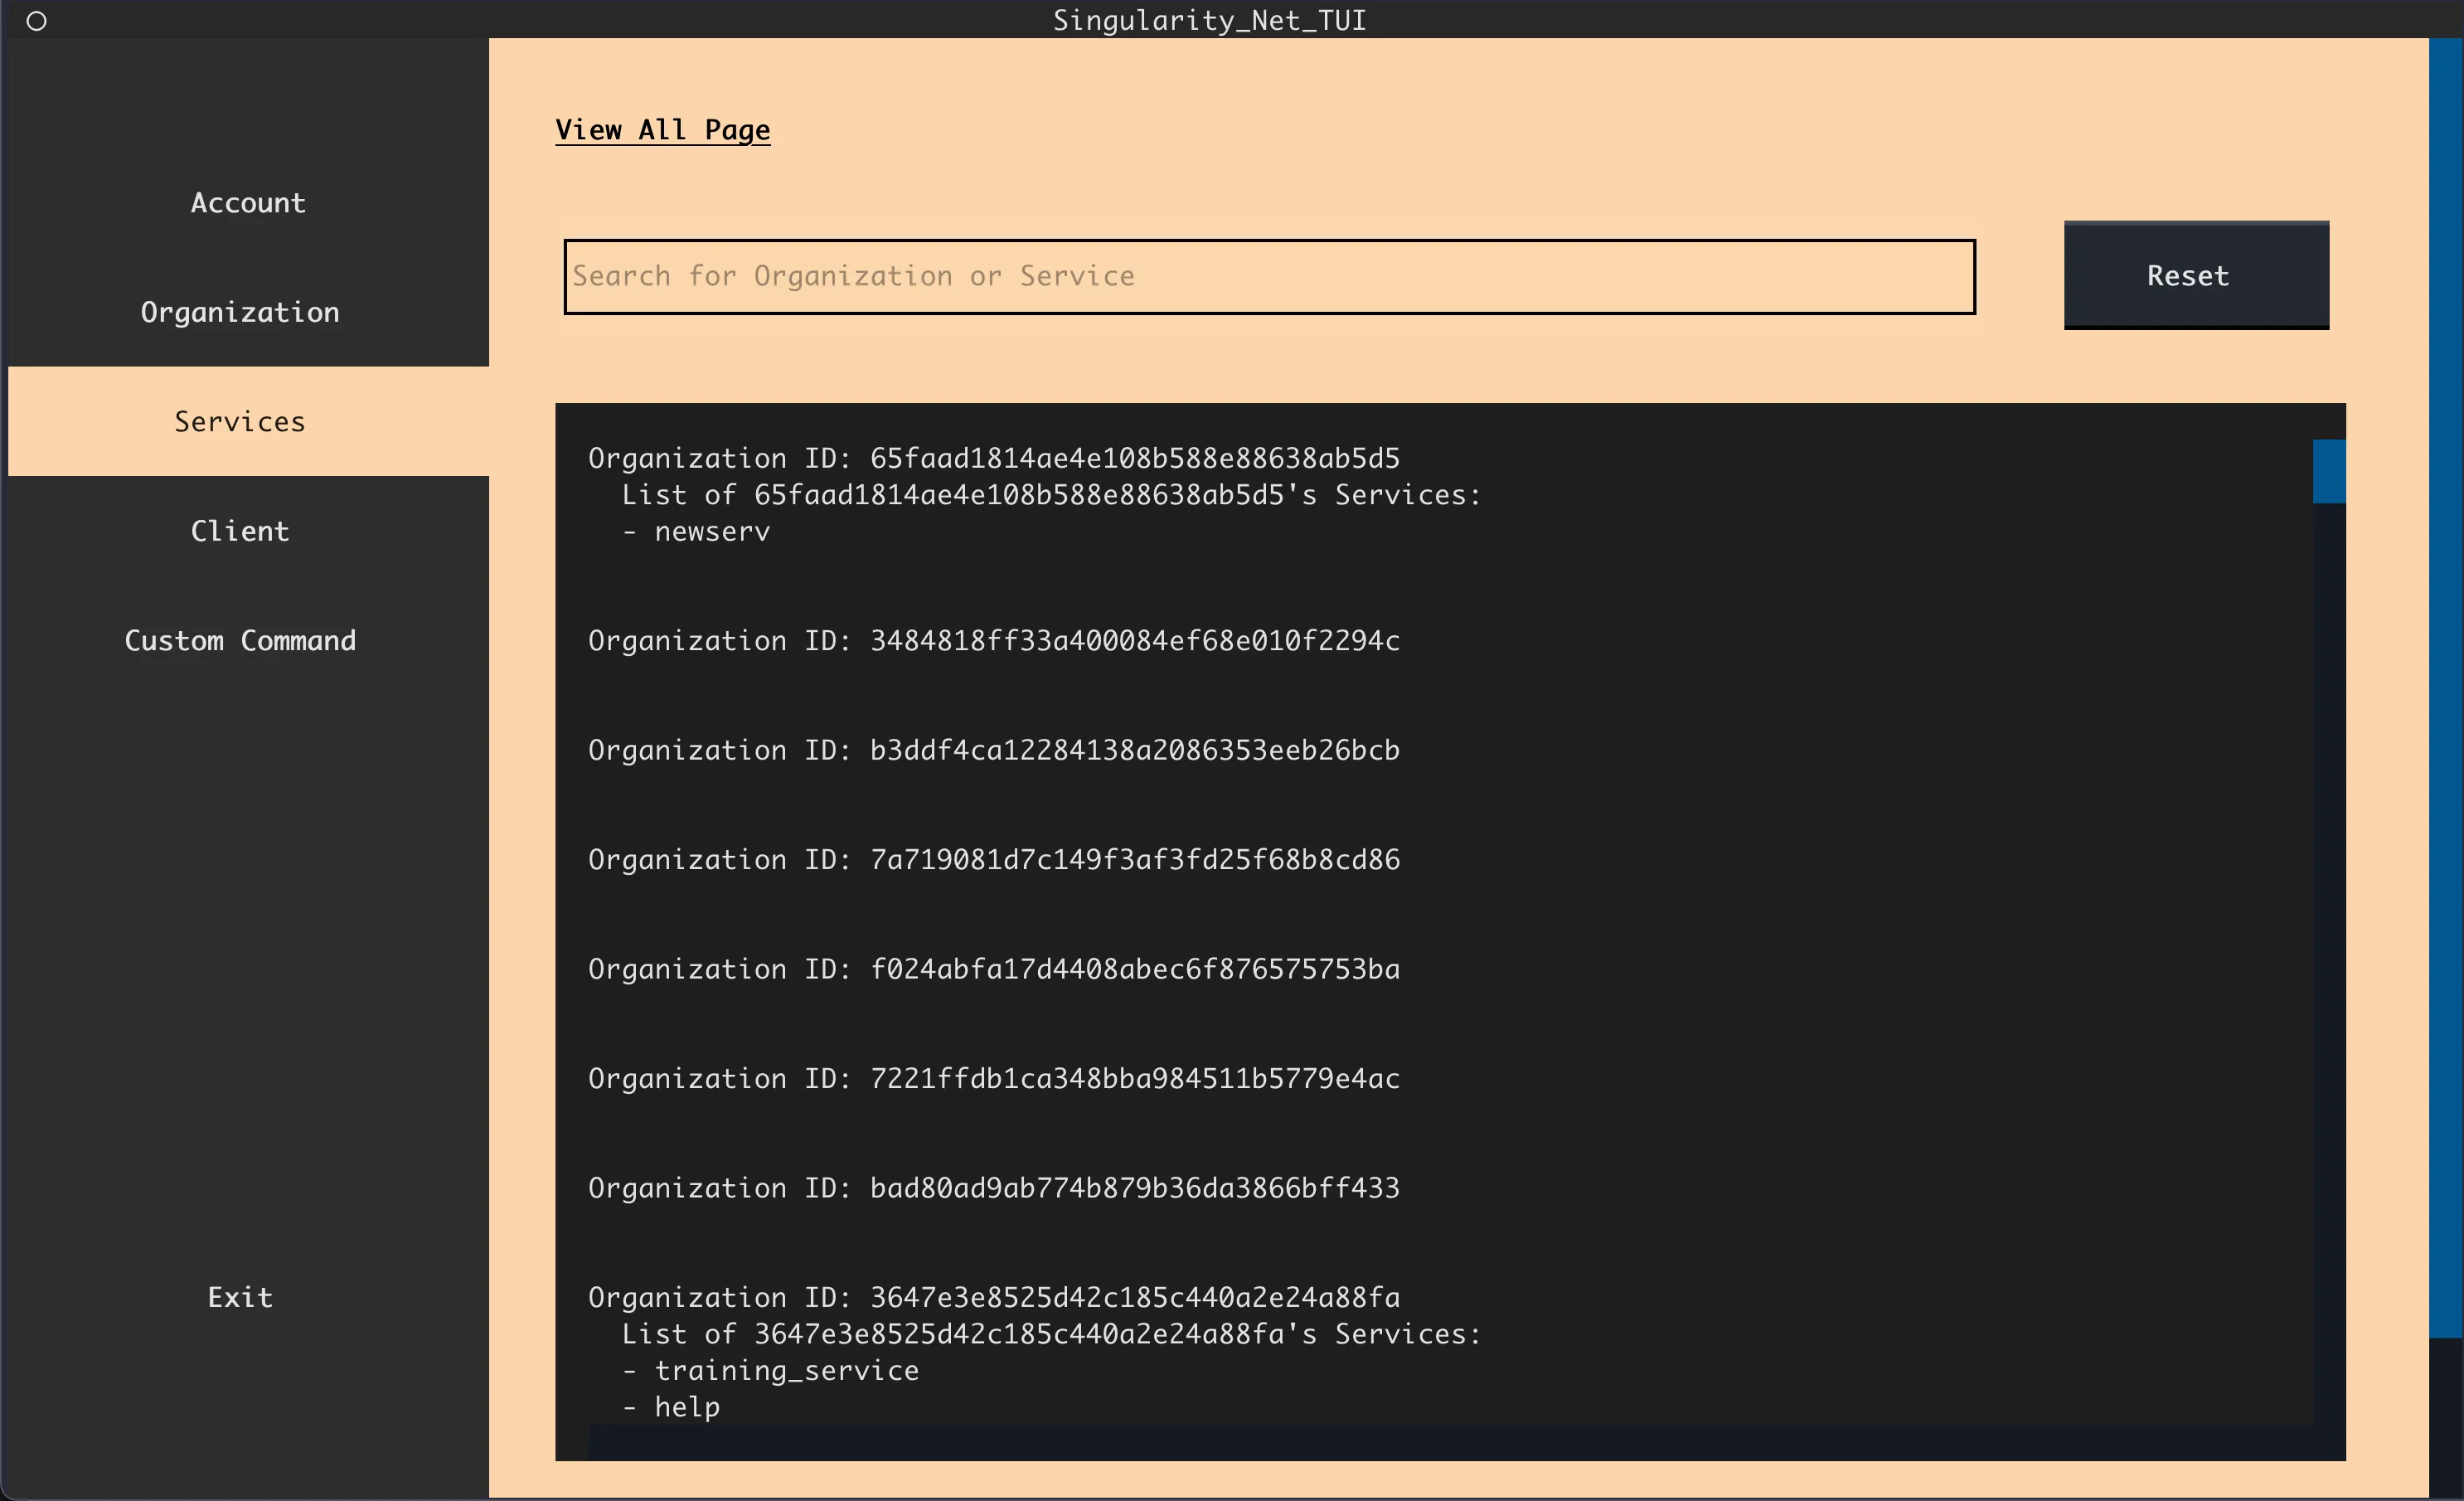 Singularity_Net_TUI
Account
Organization
Services
Client
Custom Command
Exit
View All Page
Search for Organization or Service
Reset
Organization ID: 65faad1814ae4e108b588e88638ab5d5
List of 65faad1814ae4e108b588e88638ab5d5's Services:
- newserv
Organization ID: 3484818ff33a400084ef68e010f2294c
Organization ID: b3ddf4ca12284138a2086353eeb26bcb
Organization ID: 7a719081d7c149f3af3fd25f68b8cd86
Organization ID: f024abfa17d4408abec6f876575753ba
Organization ID: 7221ffdb1ca348bba984511b5779e4ac
Organization ID: bad80ad9ab774b879b36da3866bff433
Organization ID: 3647e3e8525d42c185c440a2e24a88fa
List of 3647e3e8525d42c185c440a2e24a88fa's Services:
- training_service
- help